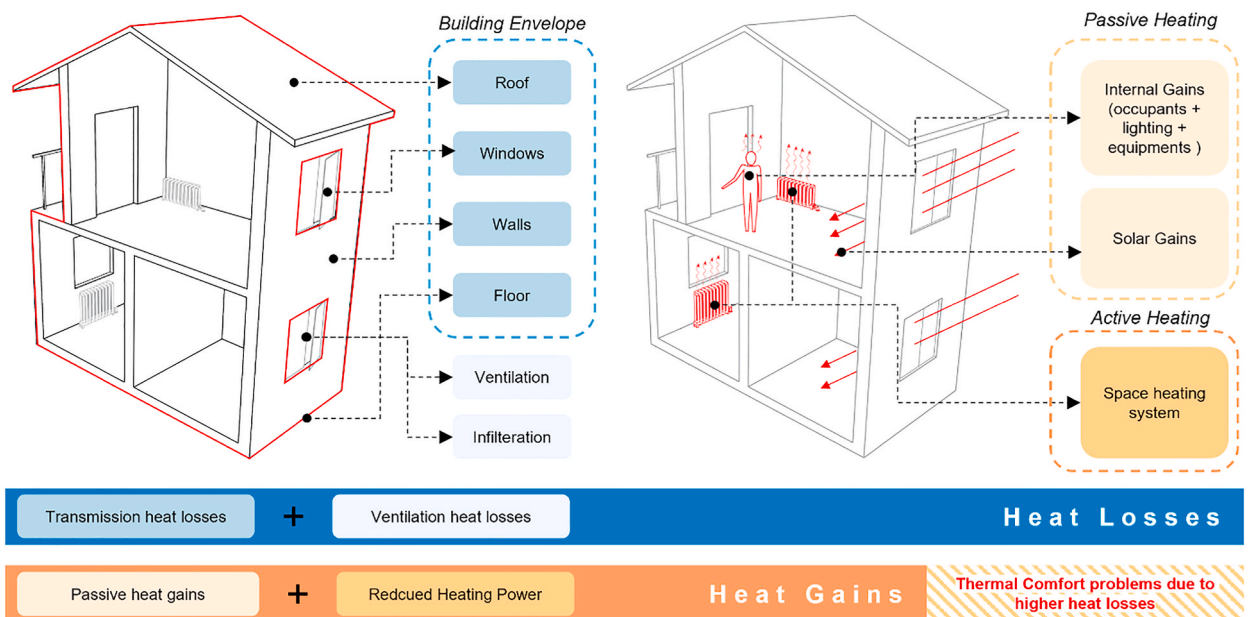 Building Envelope
Roof
Windows
Walls
Floor
Ventilation
Infilteration
Passive Heating
Internal Gains
(occupants +
lighting +
equipments )
Solar Gains
Active Heating
Space heating
system
Transmission heat losses
+
Ventilation heat losses
Heat Losses
Passive heat gains
+
Redcued Heating Power
Heat Gains
Thermal Comfort problems due to
higher heat losses